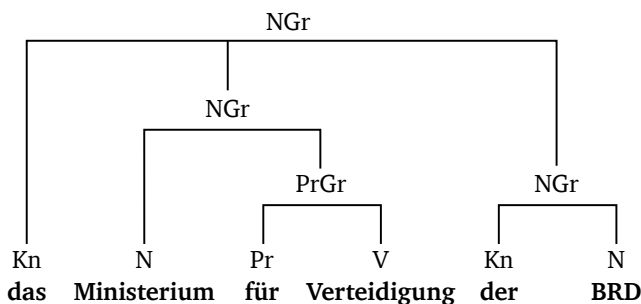 NGr
NGr
PrGr NGr
Kn N Pr V Kn N
das Ministerium für Verteidigung der BRD